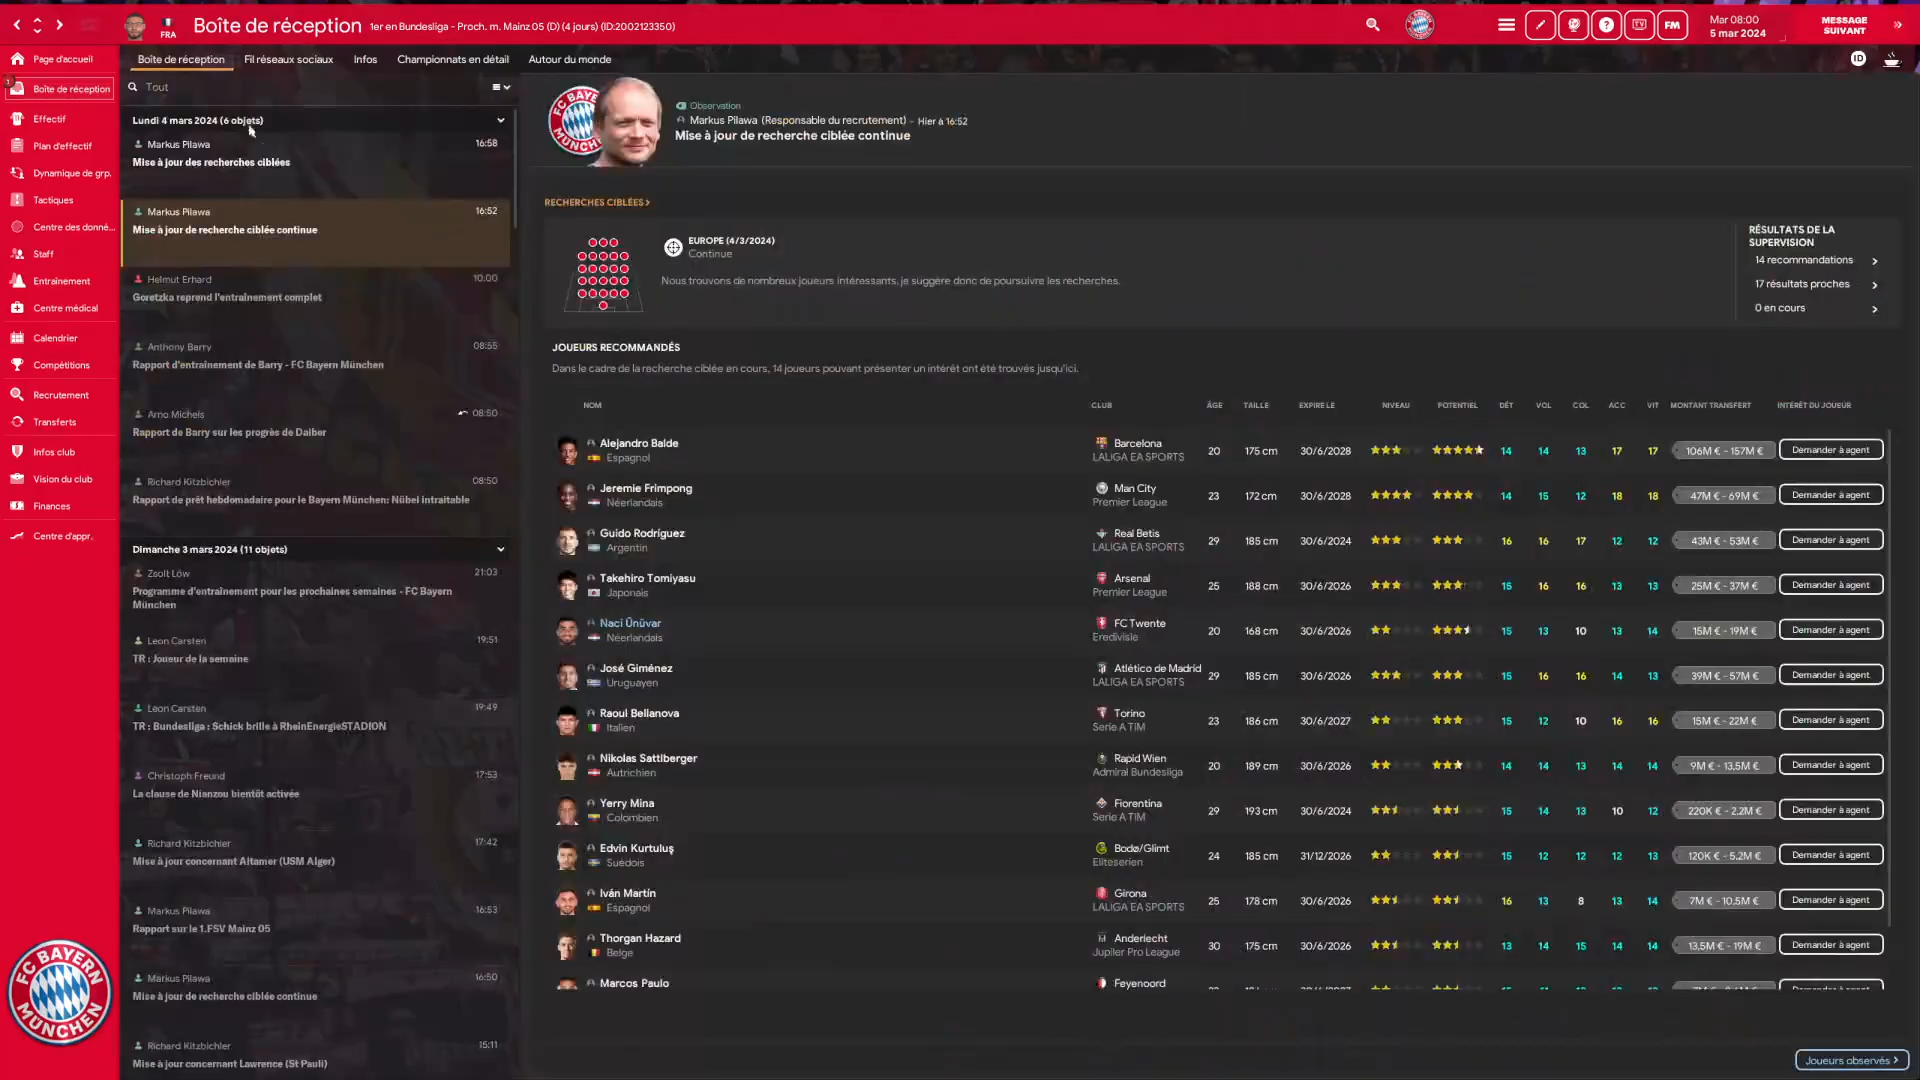 FRA
Boîte de réception
1er en Bundesliga - Proch. m. Mainz 05 (D) (4 jours) (ID:2002123350)
FM
Mar 08:00
5 mar 2024
MESSAGE
SUIVANT
Page d'accueil
Boîte de réception
Effectif
Plan d'effectif
Dynamique de grp.
Tactiques
Centre des donné...
Staff
Entraînement
Centre médical
Calendrier
Compétitions
Recrutement
Transferts
Infos club
Vision du club
Finances
Centre d'appr.
FC BAYERN
MÜNCHEN
Boîte de réception
Fil réseaux sociaux
Infos
Championnats en détail
Autour du monde
ID
Tout
Lundi 4 mars 2024 (6 objets)
Markus Pilawa 16:58
Mise à jour des recherches ciblées
Markus Pilawa 16:52
Mise à jour de recherche ciblée continue
Helmut Erhard 10:00
Goretzka reprend l'entraînement complet
Anthony Barry 08:55
Rapport d'entraînement de Barry - FC Bayern München
Arno Michels 08:50
Rapport de Barry sur les progrès de Daiber
Richard Kitzbichler 08:50
Rapport de prêt hebdomadaire pour le Bayern München: Nübel intraitable
Dimanche 3 mars 2024 (11 objets)
Zsolt Löw 21:03
Programme d'entraînement pour les prochaines semaines - FC Bayern
München
Leon Carsten 19:51
TR : Joueur de la semaine
Leon Carsten 19:49
TR : Bundesliga : Schick brille à RheinEnergieSTADION
Christoph Freund 17:53
La clause de Nianzou bientôt activée
Richard Kitzbichler 17:42
Mise à jour concernant Altamer (USM Alger)
Markus Pilawa 16:53
Rapport sur le 1.FSV Mainz 05
Markus Pilawa 16:50
Mise à jour de recherche ciblée continue
Richard Kitzbichler 15:11
Mise à jour concernant Lawrence (St Pauli)
Observation
Markus Pilawa (Responsable du recrutement) - Hier à 16:52
Mise à jour de recherche ciblée continue
RECHERCHES CIBLÉES >
EUROPE (4/3/2024)
Continue
Nous trouvons de nombreux joueurs intéressants, je suggère donc de poursuivre les recherches.
RÉSULTATS DE LA
SUPERVISION
14 recommandations >
17 résultats proches >
0 en cours >
JOUEURS RECOMMANDÉS
Dans le cadre de la recherche ciblée en cours, 14 joueurs pouvant présenter un intérêt ont été trouvés jusqu'ici.
NOM CLUB ÂGE TAILLE EXPIRE LE NIVEAU POTENTIEL DÉT VOL COL ACC VIT MONTANT TRANSFERT INTÉRÊT DU JOUEUR
Alejandro Balde Barcelona
Espagnol LALIGA EA SPORTS 20 175 cm 30/6/2028 14 14 13 17 17 106M € - 157M € Demander à agent
Jeremie Frimpong Man City
Néerlandais Premier League 23 172 cm 30/6/2028 14 15 12 18 18 47M € - 69M € Demander à agent
Guido Rodríguez Real Betis
Argentin LALIGA EA SPORTS 29 185 cm 30/6/2024 16 16 17 12 12 43M € - 53M € Demander à agent
Takehiro Tomiyasu Arsenal
Japonais Premier League 25 188 cm 30/6/2026 15 16 16 13 13 25M € - 37M € Demander à agent
Naci Ünüvar FC Twente
Néerlandais Eredivisie 20 168 cm 30/6/2026 15 13 10 13 14 15M € - 19M € Demander à agent
José Giménez Atlético de Madrid
Uruguayen LALIGA EA SPORTS 29 185 cm 30/6/2026 15 16 16 14 13 39M € - 57M € Demander à agent
Raoul Bellanova Torino
Italien Serie A TIM 23 186 cm 30/6/2027 15 12 10 16 16 15M € - 22M € Demander à agent
Nikolas Sattlberger Rapid Wien
Autrichien Admiral Bundesliga 20 189 cm 30/6/2026 14 14 13 14 14 9M € - 13,5M € Demander à agent
Yerry Mina Fiorentina
Colombien Serie A TIM 29 193 cm 30/6/2024 15 14 13 10 12 220K € - 2,2M € Demander à agent
Edvin Kurtuluş Bodø/Glimt
Suédois Eliteserien 24 185 cm 31/12/2026 15 12 12 12 13 120K € - 5,2M € Demander à agent
Iván Martín Girona
Espagnol LALIGA EA SPORTS 25 178 cm 30/6/2026 16 13 8 13 14 7M € - 10,5M € Demander à agent
Thorgan Hazard Anderlecht
Belge Jupiler Pro League 30 175 cm 30/6/2026 13 14 15 14 14 13,5M € - 19M € Demander à agent
Marcos Paulo Feyenoord
Joueurs observés >